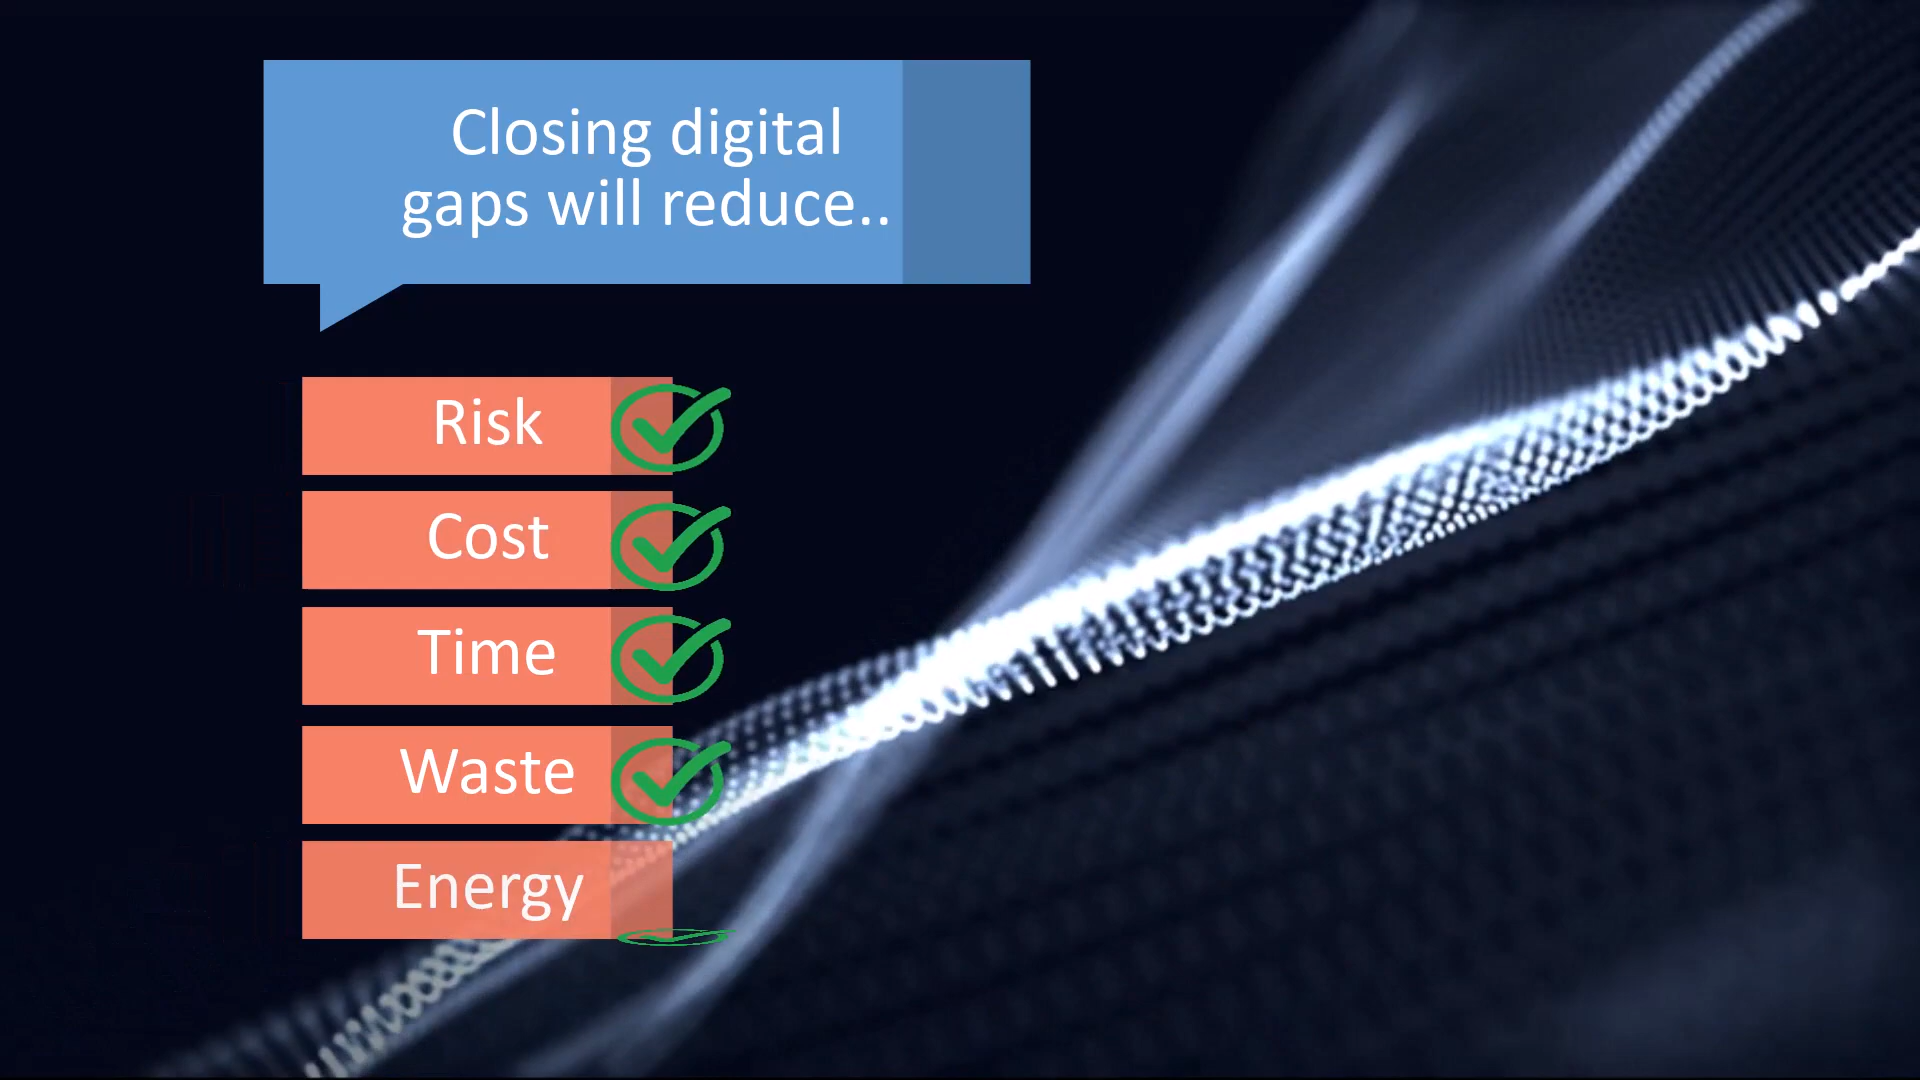 Closing digital
gaps will reduce..
Risk
Cost
Time
Waste
Energy